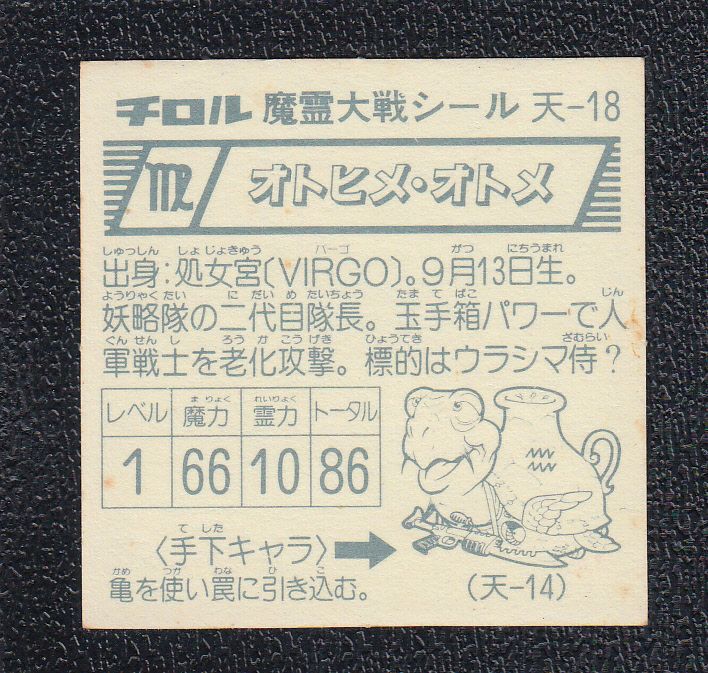 チロル 魔霊大戦シール 天-18
オトヒメ・オトメ
しゅっしん しょじょきゅう バーゴ がつ にちうまれ
出身：処女宮〔VIRGO〕。9月13日生。
ようりゃくたい に だいめ たいちょう たまてばこ じん
妖略隊の二代目隊長。玉手箱パワーで人
ぐんせんし ろうか こうげき ひょうてき ざむらい
軍戦士を老化攻撃。標的はウラシマ侍？
まりょく れいりょく
レベル 魔力 霊力 トータル
1 66 10 86
てした
〈手下キャラ〉
かめ つか わな ひ こ
亀を使い罠に引き込む。
（天-14）